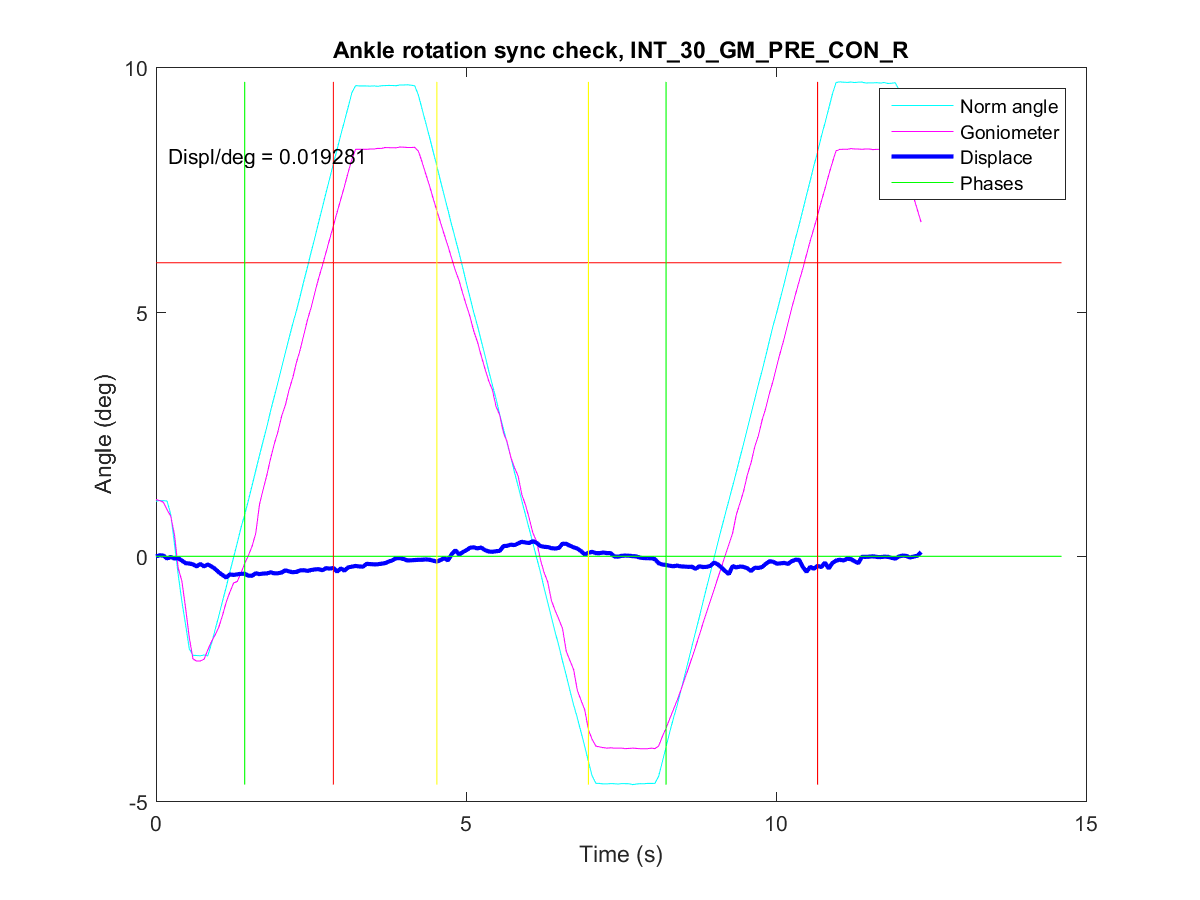 Ankle rotation sync check, INT_30_GM_PRE_CON_R
10
5
0
-5
Angle (deg)
Displ/deg = 0.019281
Norm angle
Goniometer
Displace
Phases
0
5
10
15
Time (s)